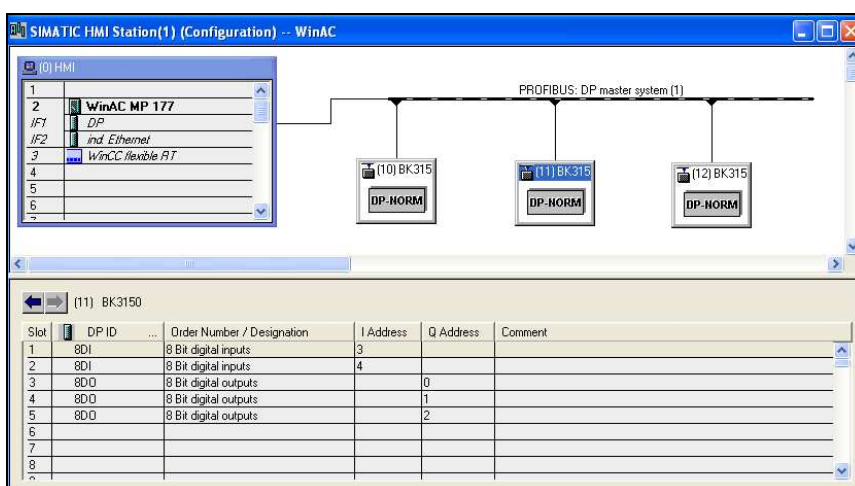 SIMATIC HMI Station(1) (Configuration) -- WinAC
(0) HMI
1
2 WinAC MP 177
IF1 DP
IF2 ind. Ethernet
3 WinCC flexible RT
4
5
6
PROFIBUS: DP master system (1)
(10) BK315
DP-NORM
(11) BK315
DP-NORM
(12) BK315
DP-NORM
(11) BK3150
Slot DP ID ... Order Number / Designation I Address Q Address Comment
1 8DI 8 Bit digital inputs 3
2 8DI 8 Bit digital inputs 4
3 8DO 8 Bit digital outputs 0
4 8DO 8 Bit digital outputs 1
5 8DO 8 Bit digital outputs 2
6
7
8